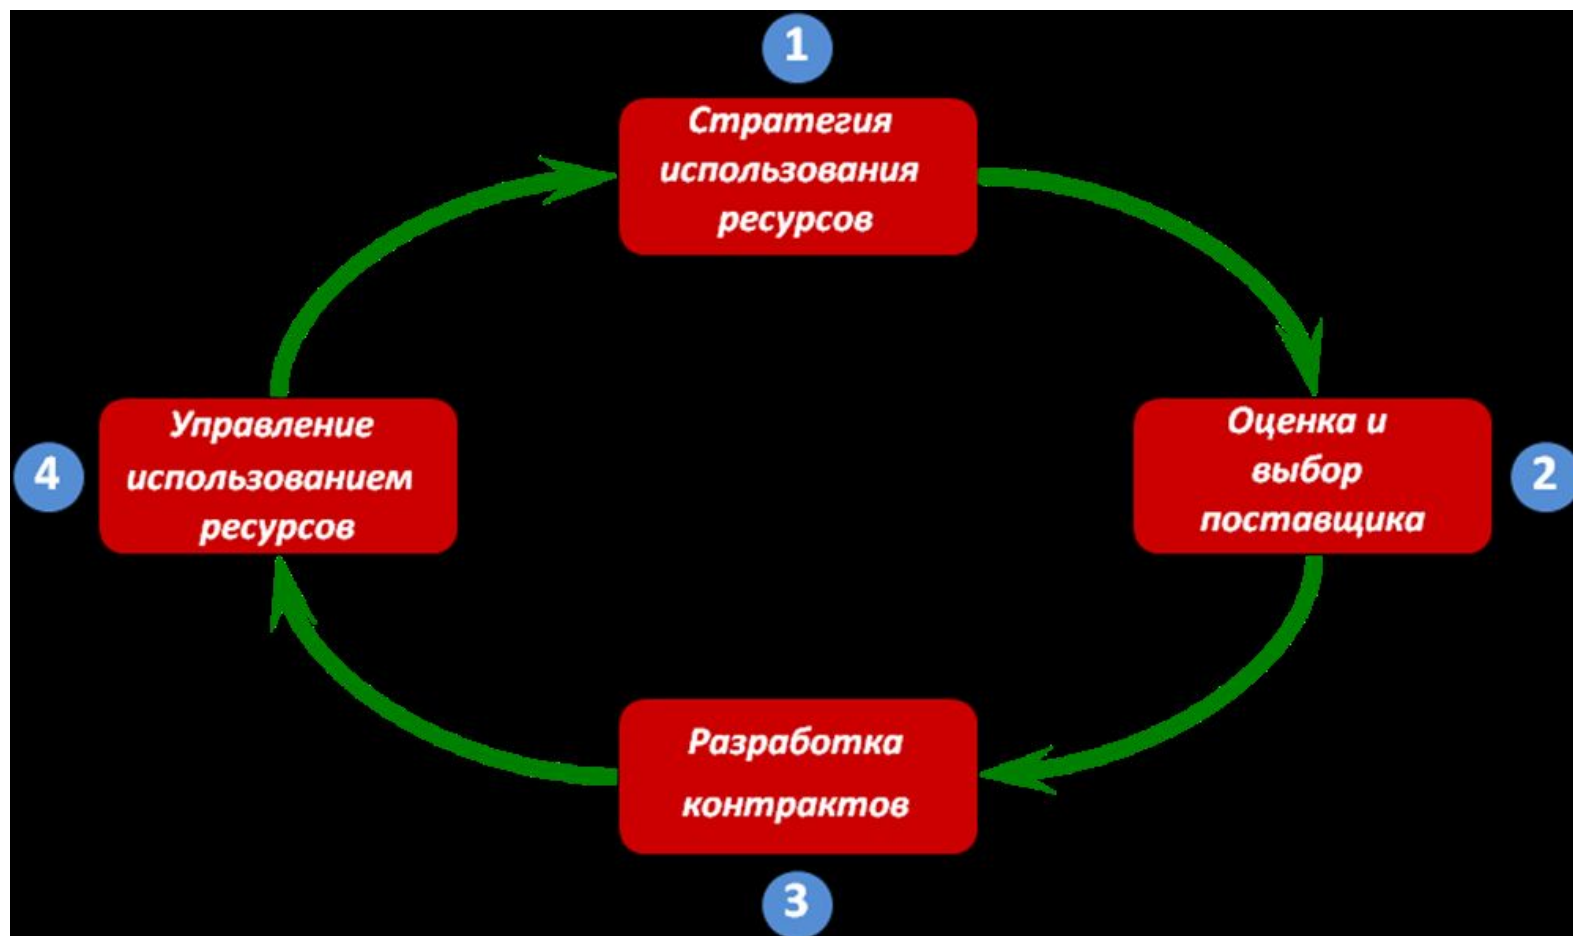 1
Стратегия
использования
ресурсов
Оценка и
выбор
поставщика
2
Разработка
контрактов
3
Управление
использованием
ресурсов
4